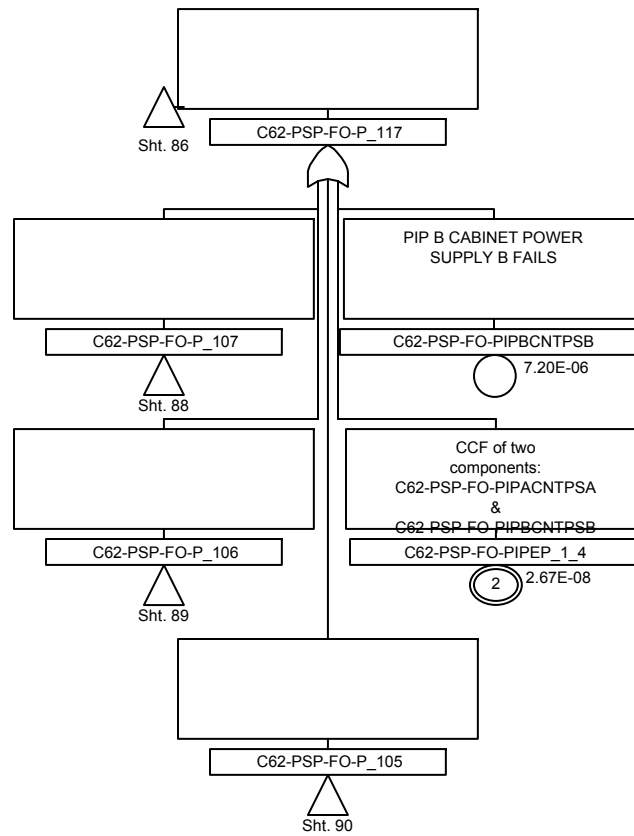 Sht. 86
C62-PSP-FO-P_117
PIP B CABINET POWER
SUPPLY B FAILS
C62-PSP-FO-P_107
C62-PSP-FO-PIPBCNTPSB
Sht. 88
7.20E-06
CCF of two
components:
C62-PSP-FO-PIPACNTPSA
&
C62-PSP-FO-PIPBCNTPSB
C62-PSP-FO-P_106
C62-PSP-FO-PIPEP_1_4
Sht. 89
2
2.67E-08
C62-PSP-FO-P_105
Sht. 90